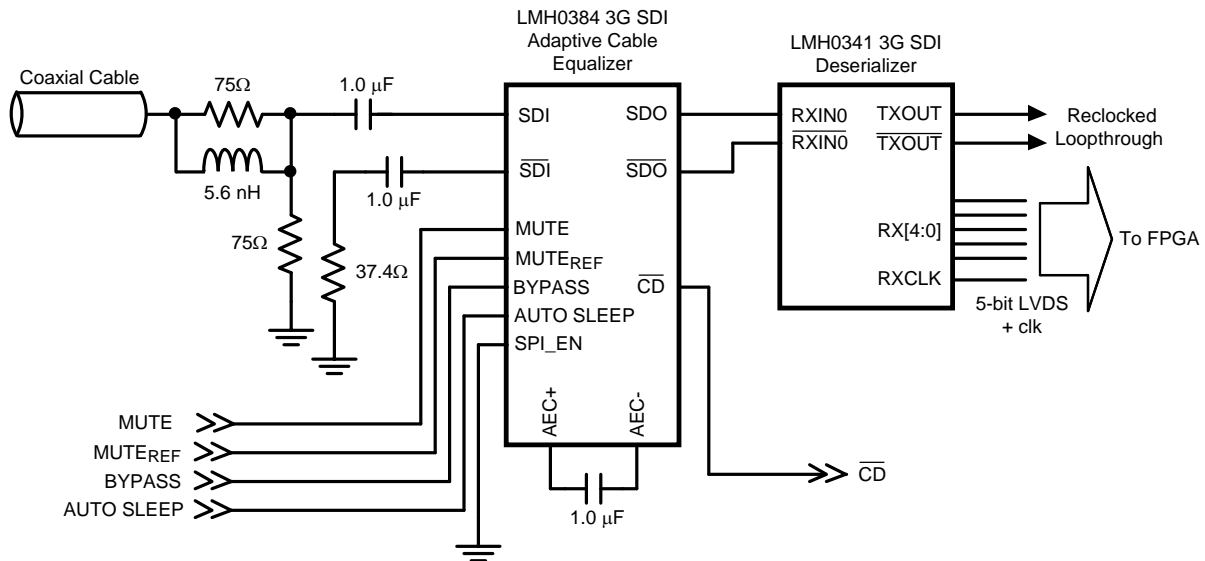 LMH0384 3G SDI
Adaptive Cable
Equalizer
LMH0341 3G SDI
Deserializer
Coaxial Cable
75Ω
1.0 μF
5.6 nH
1.0 μF
75Ω
37.4Ω
SDI
SDI
MUTE
MUTEREF
BYPASS
AUTO SLEEP
SPI_EN
AEC+
AEC-
SDO
SDO
CD
RXIN0
RXIN0
TXOUT
TXOUT
RX[4:0]
RXCLK
Reclocked
Loopthrough
To FPGA
5-bit LVDS
+ clk
MUTE
MUTEREF
BYPASS
AUTO SLEEP
1.0 μF
CD